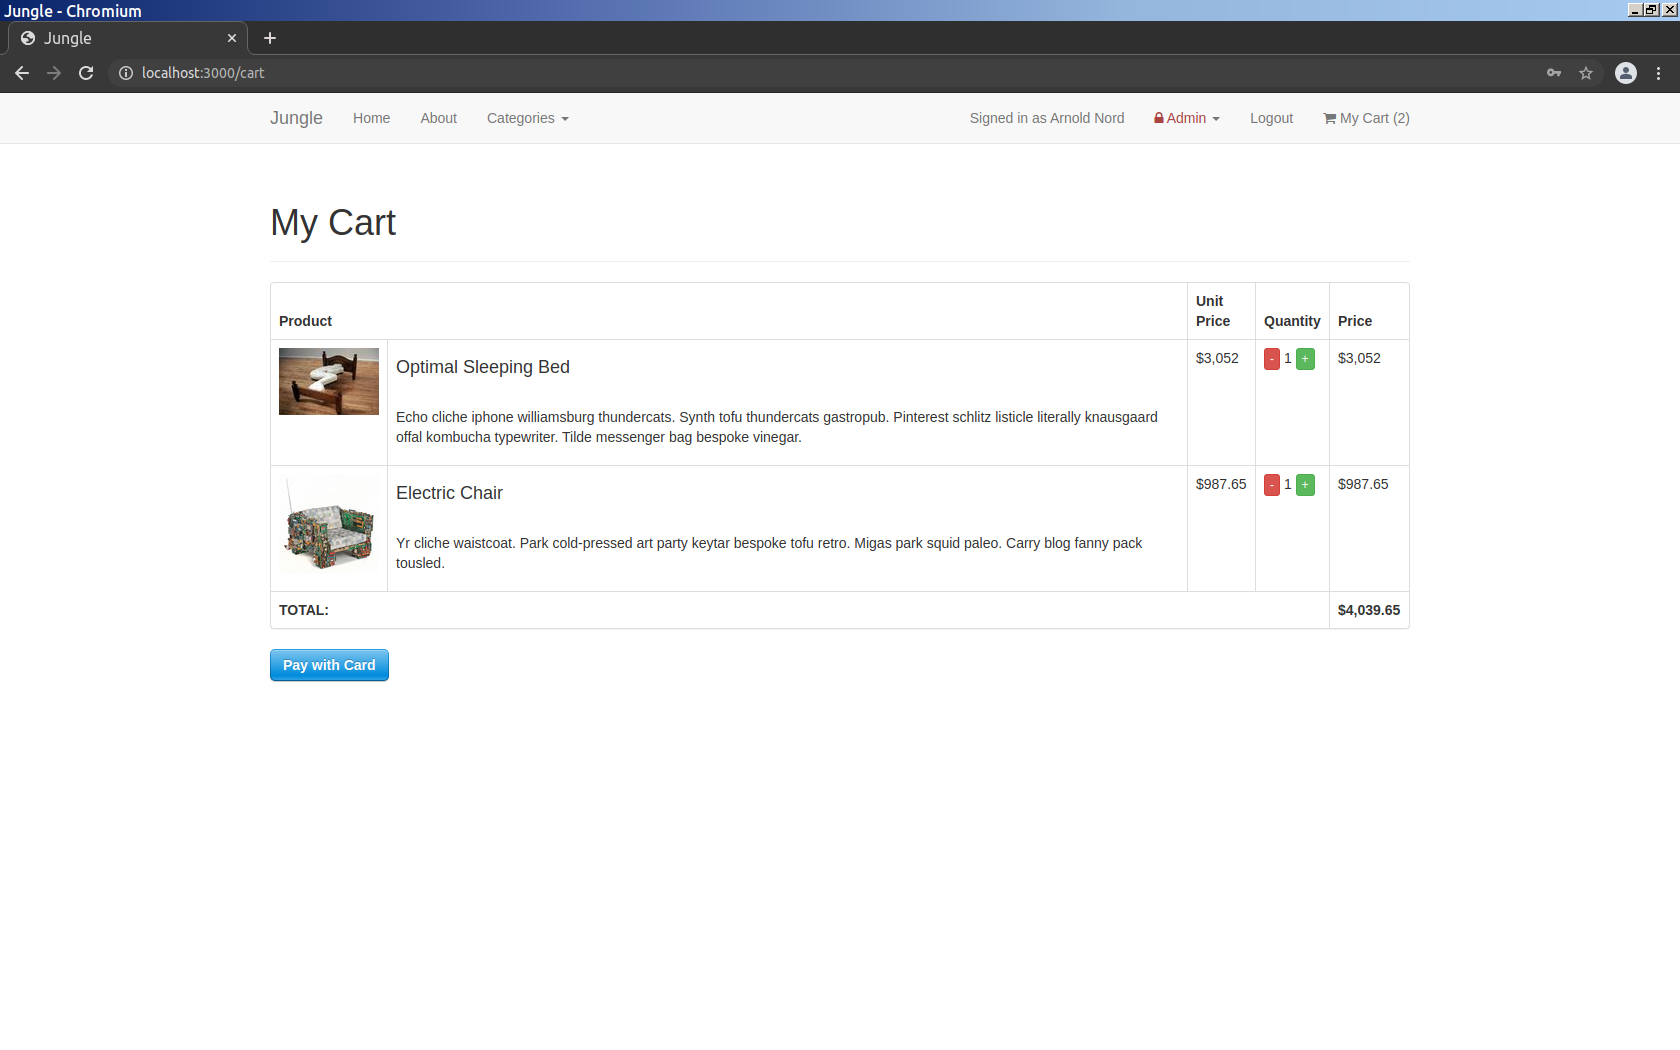 Jungle - Chromium
Jungle
localhost:3000/cart
Jungle Home About Categories Signed in as Arnold Nord Admin Logout My Cart (2)
My Cart
Product Unit Price Quantity Price
Optimal Sleeping Bed $3,052 - 1 + $3,052
Echo cliche iphone williamsburg thundercats. Synth tofu thundercats gastropub. Pinterest schlitz listicle literally knausgaard
offal kombucha typewriter. Tilde messenger bag bespoke vinegar.
Electric Chair $987.65 - 1 + $987.65
Yr cliche waistcoat. Park cold-pressed art party keytar bespoke tofu retro. Migas park squid paleo. Carry blog fanny pack
tousled.
TOTAL: $4,039.65
Pay with Card